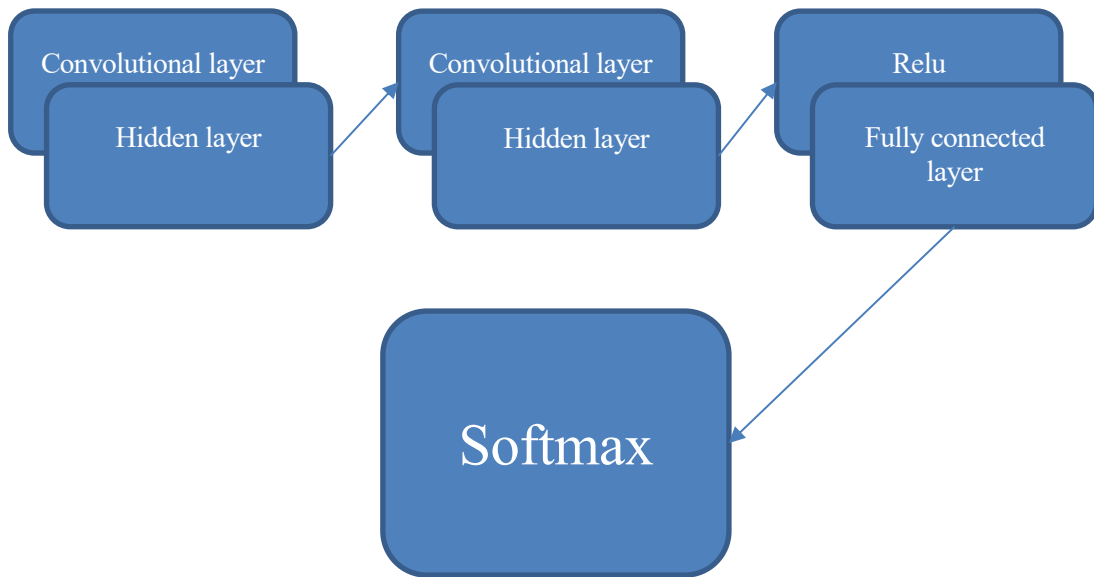 Convolutional layer
Hidden layer
Convolutional layer
Hidden layer
Relu
Fully connected
layer
Softmax